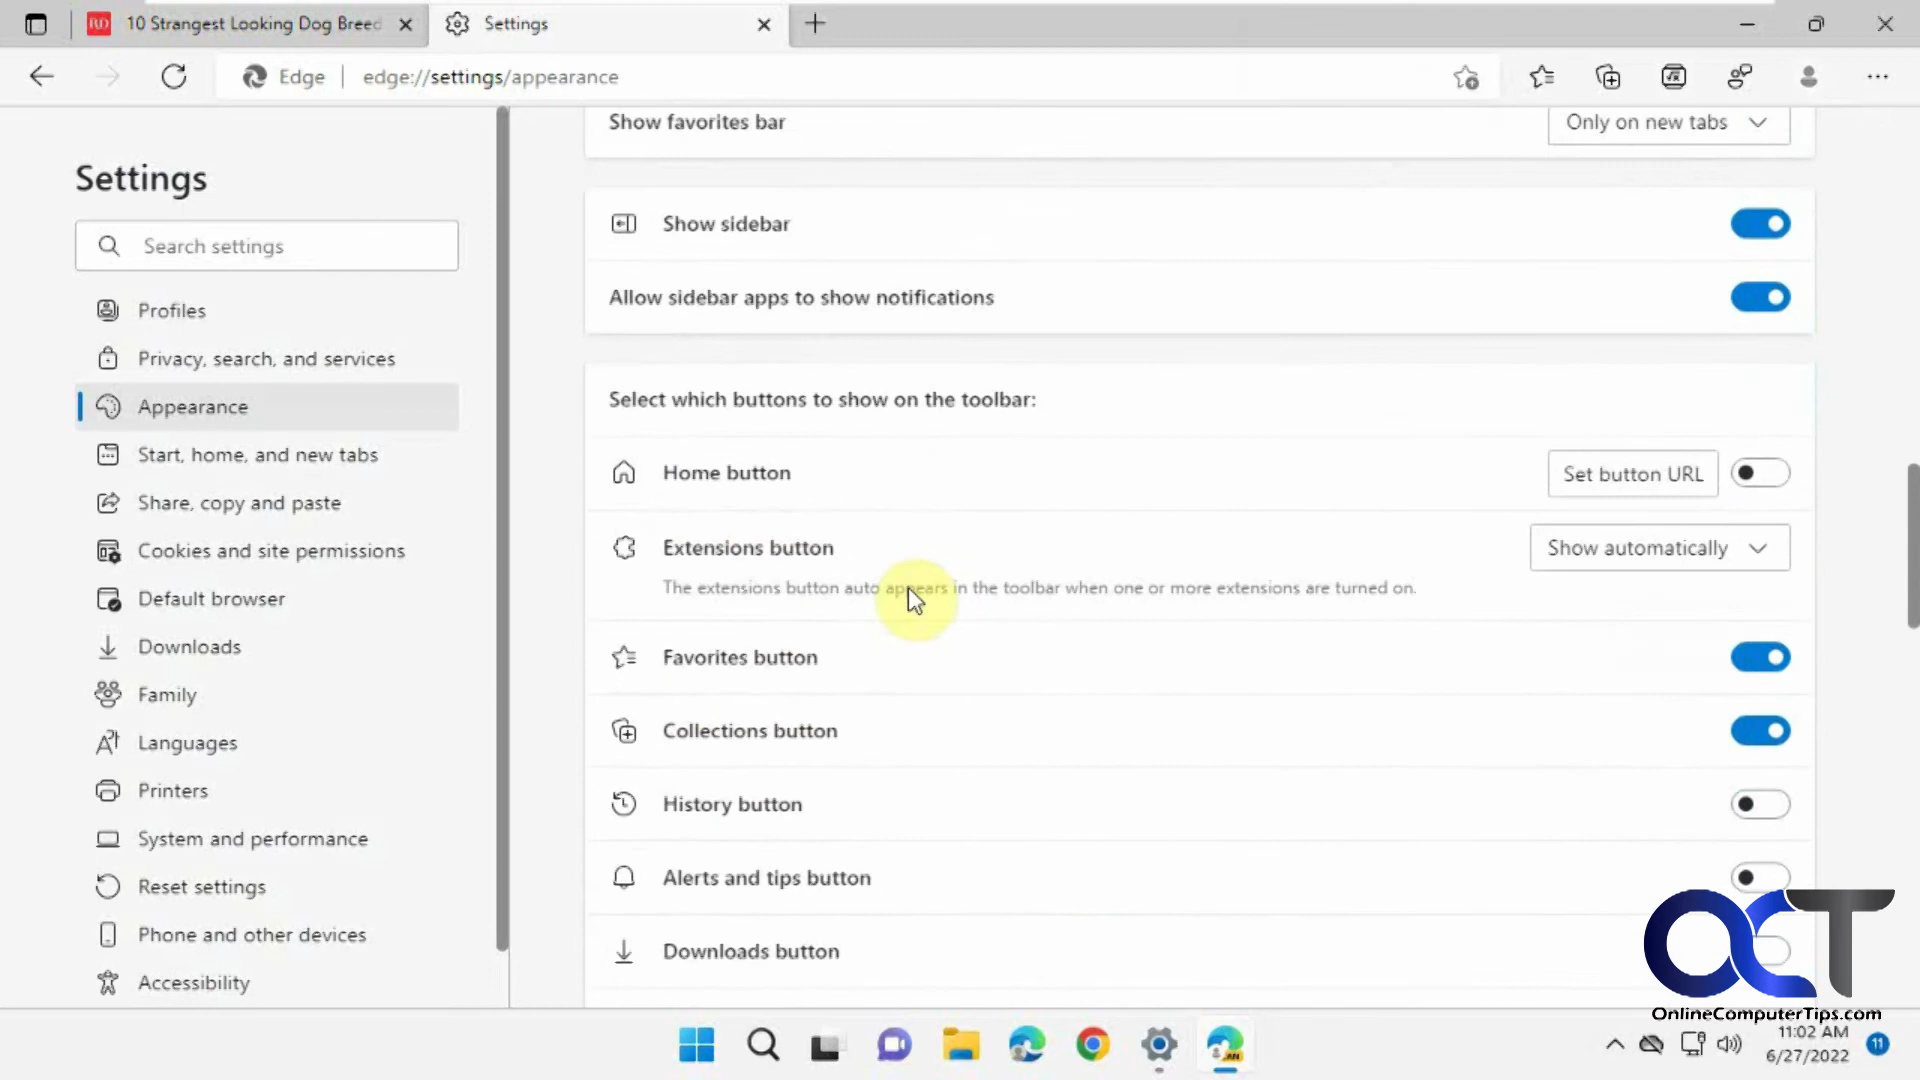 10 Strangest Looking Dog Breed
Settings
Edge
edge://settings/appearance
Settings
Search settings
Profiles
Privacy, search, and services
Appearance
Start, home, and new tabs
Share, copy and paste
Cookies and site permissions
Default browser
Downloads
Family
Languages
Printers
System and performance
Reset settings
Phone and other devices
Accessibility
Show favorites bar
Only on new tabs
Show sidebar
Allow sidebar apps to show notifications
Select which buttons to show on the toolbar:
Home button
Set button URL
Extensions button
Show automatically
The extensions button auto appears in the toolbar when one or more extensions are turned on.
Favorites button
Collections button
History button
Alerts and tips button
Downloads button
OCT
OnlineComputerTips.com
11:02 AM
6/27/2022
11